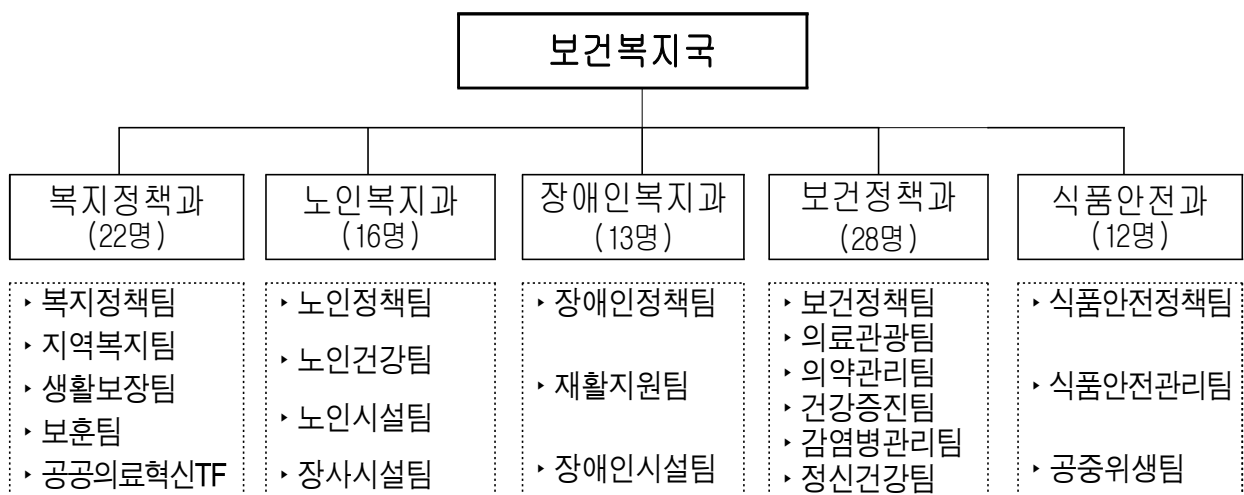 보건복지국
복지정책과
(22명)
노인복지과
(16명)
장애인복지과
(13명)
보건정책과
(28명)
식품안전과
(12명)
‣ 복지정책팀
‣ 지역복지팀
‣ 생활보장팀
‣ 보훈팀
‣ 공공의료혁신TF
‣ 노인정책팀
‣ 노인건강팀
‣ 노인시설팀
‣ 장사시설팀
‣ 장애인정책팀
‣ 재활지원팀
‣ 장애인시설팀
‣ 보건정책팀
‣ 의료관광팀
‣ 의약관리팀
‣ 건강증진팀
‣ 감염병관리팀
‣ 정신건강팀
‣ 식품안전정책팀
‣ 식품안전관리팀
‣ 공중위생팀